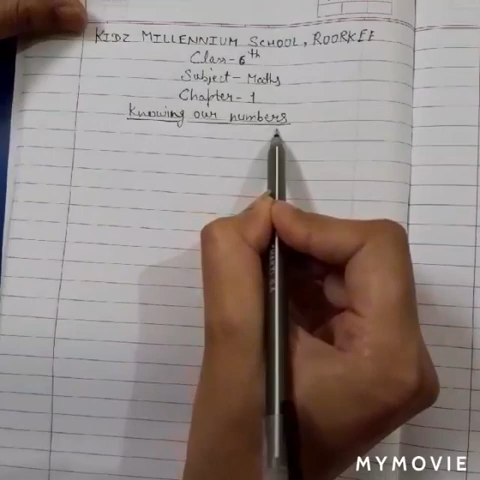 KIDZ MILLENNIUM SCHOOL, ROORKEE
Class-6th
Subject-Maths
Chapter-1
Knowing our numbers
MYMOVIE